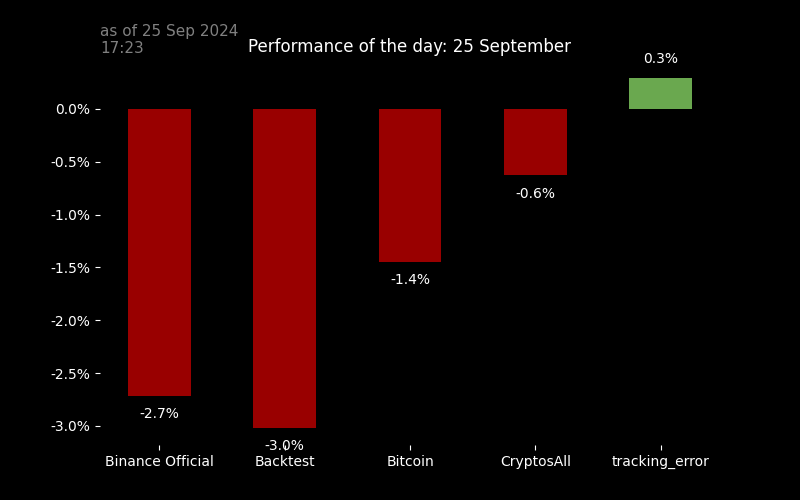 as of 25 Sep 2024
17:23
Performance of the day: 25 September
0.3%
0.0%
-0.5%
-0.6%
-1.0%
-1.4%
-1.5%
-2.0%
-2.5%
-2.7%
-3.0%
-3.0%
Binance Official
Backtest
Bitcoin
CryptosAll
tracking_error